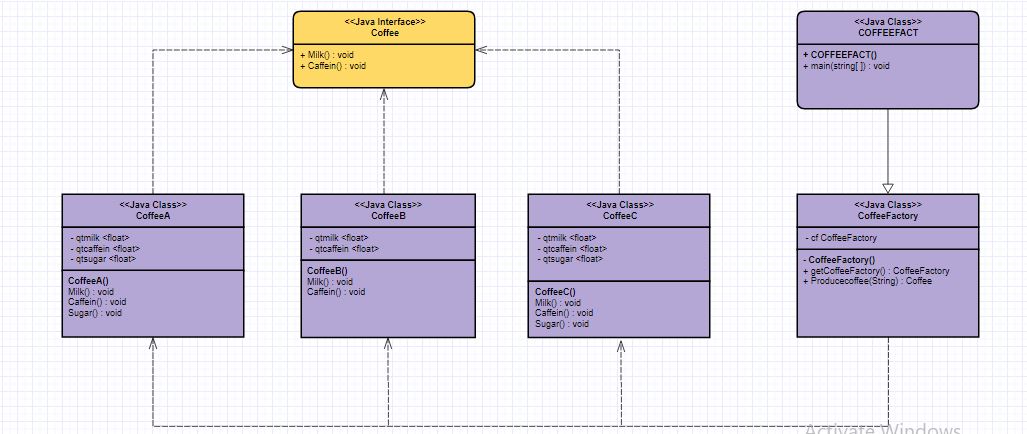 <<Java Interface>>
Coffee
+ Milk() : void
+ Caffein() : void
<<Java Class>>
COFFEEFACT
+ COFFEEFACT()
+ main(string[ ]) : void
<<Java Class>>
CoffeeA
- qtmilk <float>
- qtcaffein <float>
- qtsugar <float>
CoffeeA()
Milk() : void
Caffein() : void
Sugar() : void
<<Java Class>>
CoffeeB
- qtmilk <float>
- qtcaffein <float>
CoffeeB()
Milk() : void
Caffein() : void
<<Java Class>>
CoffeeC
- qtmilk <float>
- qtcaffein <float>
- qtsugar <float>
CoffeeC()
Milk() : void
Caffein() : void
Sugar() : void
<<Java Class>>
CoffeeFactory
- cf CoffeeFactory
- CoffeeFactory()
+ getCoffeeFactory() : CoffeeFactory
+ Producecoffee(String) : Coffee
Activate Windows